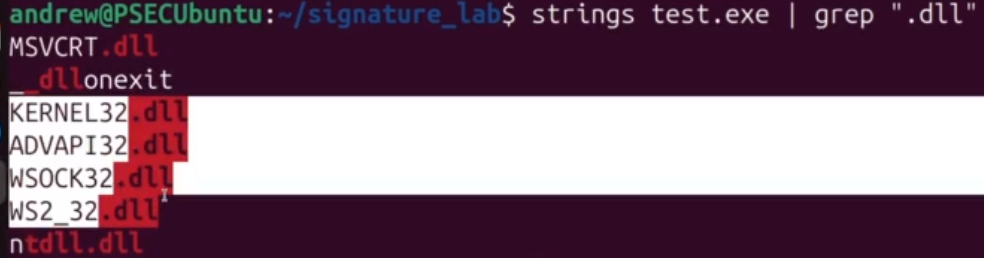 andrew@PSECUbuntu:~/signature_lab$ strings test.exe | grep ".dll"
MSVCRT.dll
__dllonexit
KERNEL32.dll
ADVAPI32.dll
WSOCK32.dll
WS2_32.dll
ntdll.dll